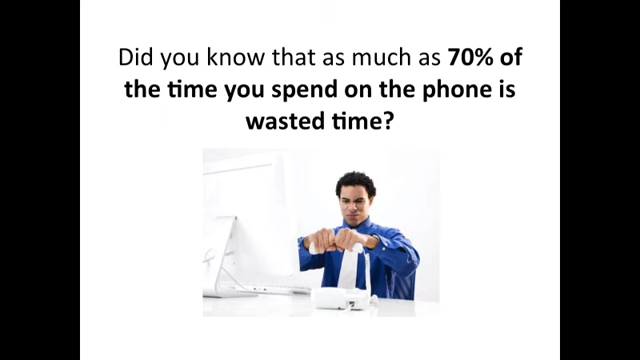 Did you know that as much as 70% of
the time you spend on the phone is
wasted time?